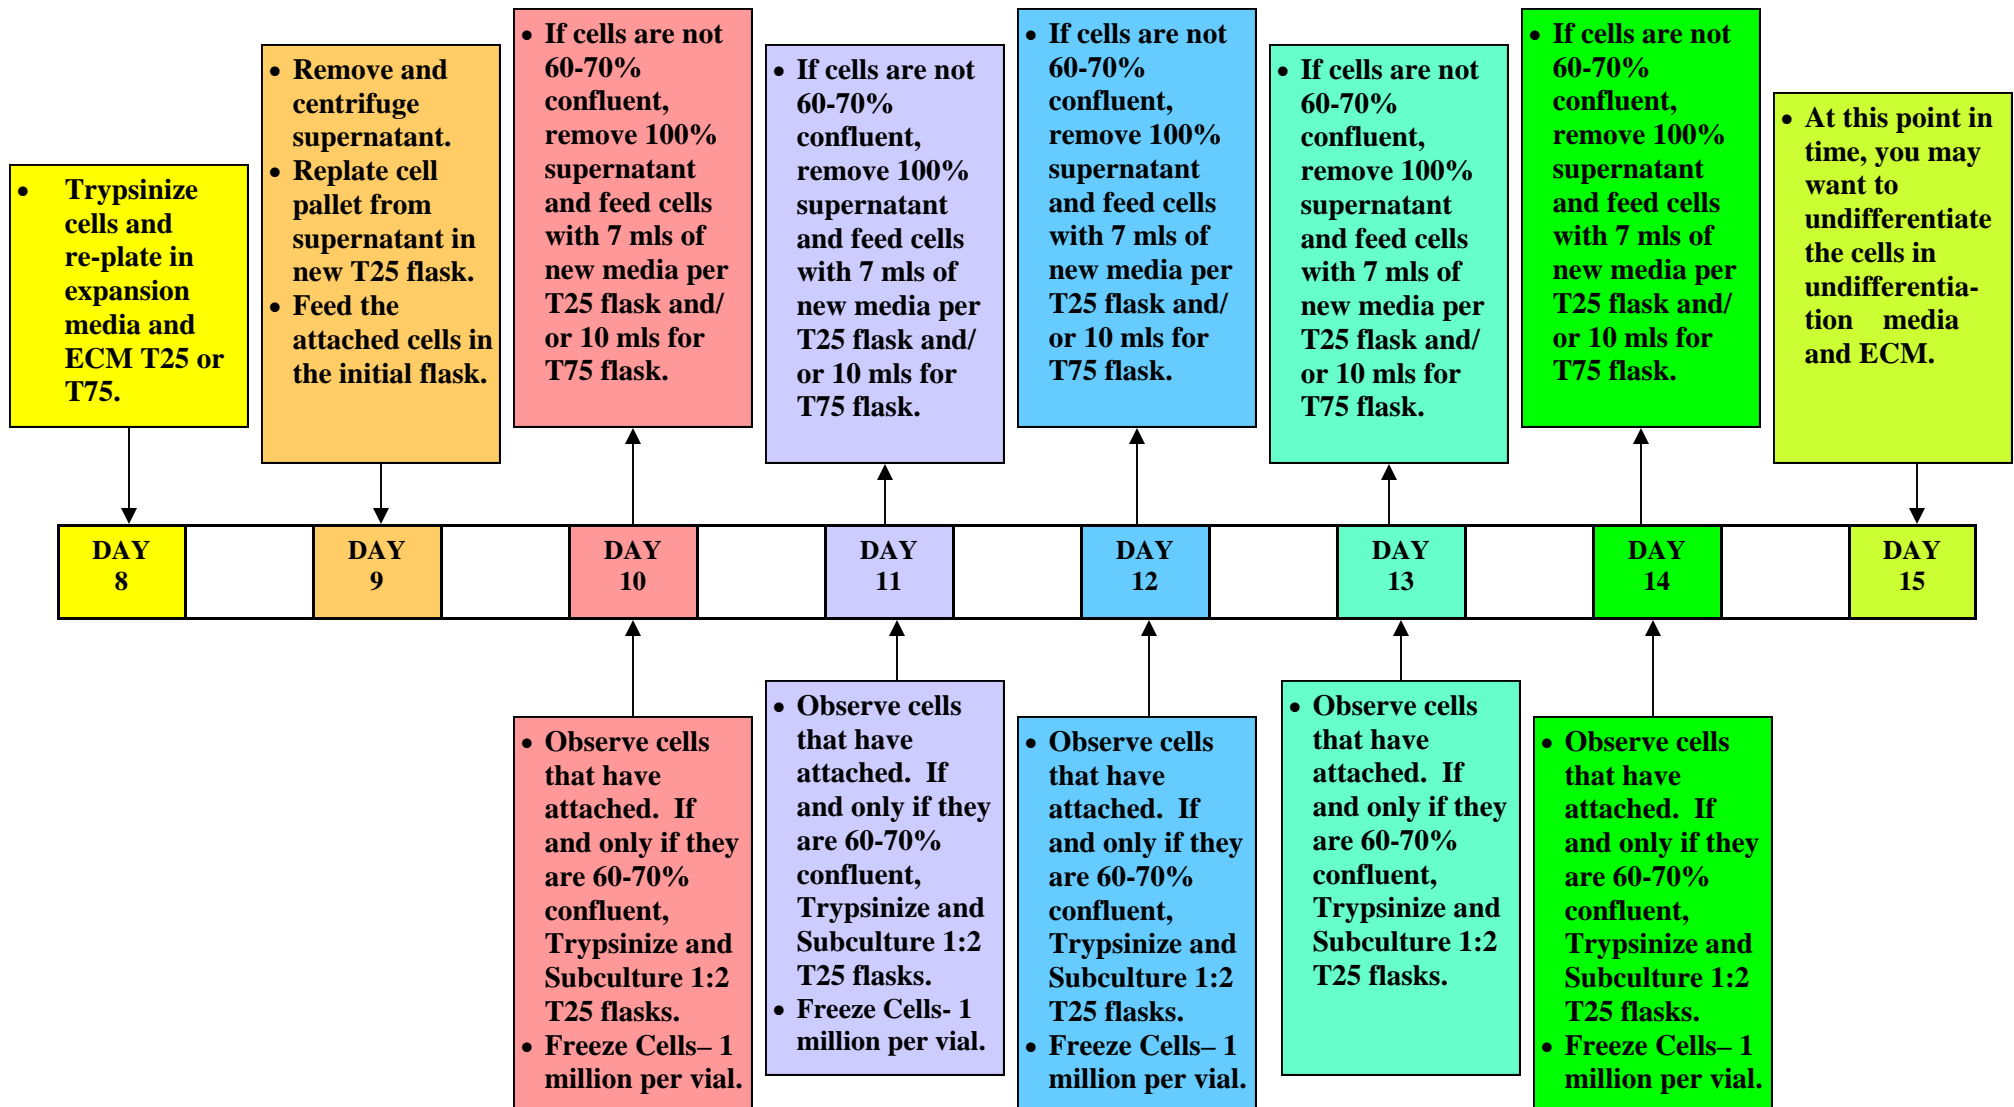 • Trypsinize
cells and
re-plate in
expansion
media and
ECM T25 or
T75.
• Remove and
centrifuge
supernatant.
• Replate cell
pallet from
supernatant in
new T25 flask.
• Feed the
attached cells in
the initial flask.
• If cells are not
60-70%
confluent,
remove 100%
supernatant
and feed cells
with 7 mls of
new media per
T25 flask and/
or 10 mls for
T75 flask.
• If cells are not
60-70%
confluent,
remove 100%
supernatant
and feed cells
with 7 mls of
new media per
T25 flask and/
or 10 mls for
T75 flask.
• If cells are not
60-70%
confluent,
remove 100%
supernatant
and feed cells
with 7 mls of
new media per
T25 flask and/
or 10 mls for
T75 flask.
• If cells are not
60-70%
confluent,
remove 100%
supernatant
and feed cells
with 7 mls of
new media per
T25 flask and/
or 10 mls for
T75 flask.
• If cells are not
60-70%
confluent,
remove 100%
supernatant
and feed cells
with 7 mls of
new media per
T25 flask and/
or 10 mls for
T75 flask.
• At this point in
time, you may
want to
undifferentiate
the cells in
undifferentia-
tion media
and ECM.
DAY
8
DAY
9
DAY
10
DAY
11
DAY
12
DAY
13
DAY
14
DAY
15
• Observe cells
that have
attached. If
and only if they
are 60-70%
confluent,
Trypsinize and
Subculture 1:2
T25 flasks.
• Freeze Cells– 1
million per vial.
• Observe cells
that have
attached. If
and only if they
are 60-70%
confluent,
Trypsinize and
Subculture 1:2
T25 flasks.
• Freeze Cells- 1
million per vial.
• Observe cells
that have
attached. If
and only if they
are 60-70%
confluent,
Trypsinize and
Subculture 1:2
T25 flasks.
• Freeze Cells– 1
million per vial.
• Observe cells
that have
attached. If
and only if they
are 60-70%
confluent,
Trypsinize and
Subculture 1:2
T25 flasks.
• Observe cells
that have
attached. If
and only if they
are 60-70%
confluent,
Trypsinize and
Subculture 1:2
T25 flasks.
• Freeze Cells– 1
million per vial.